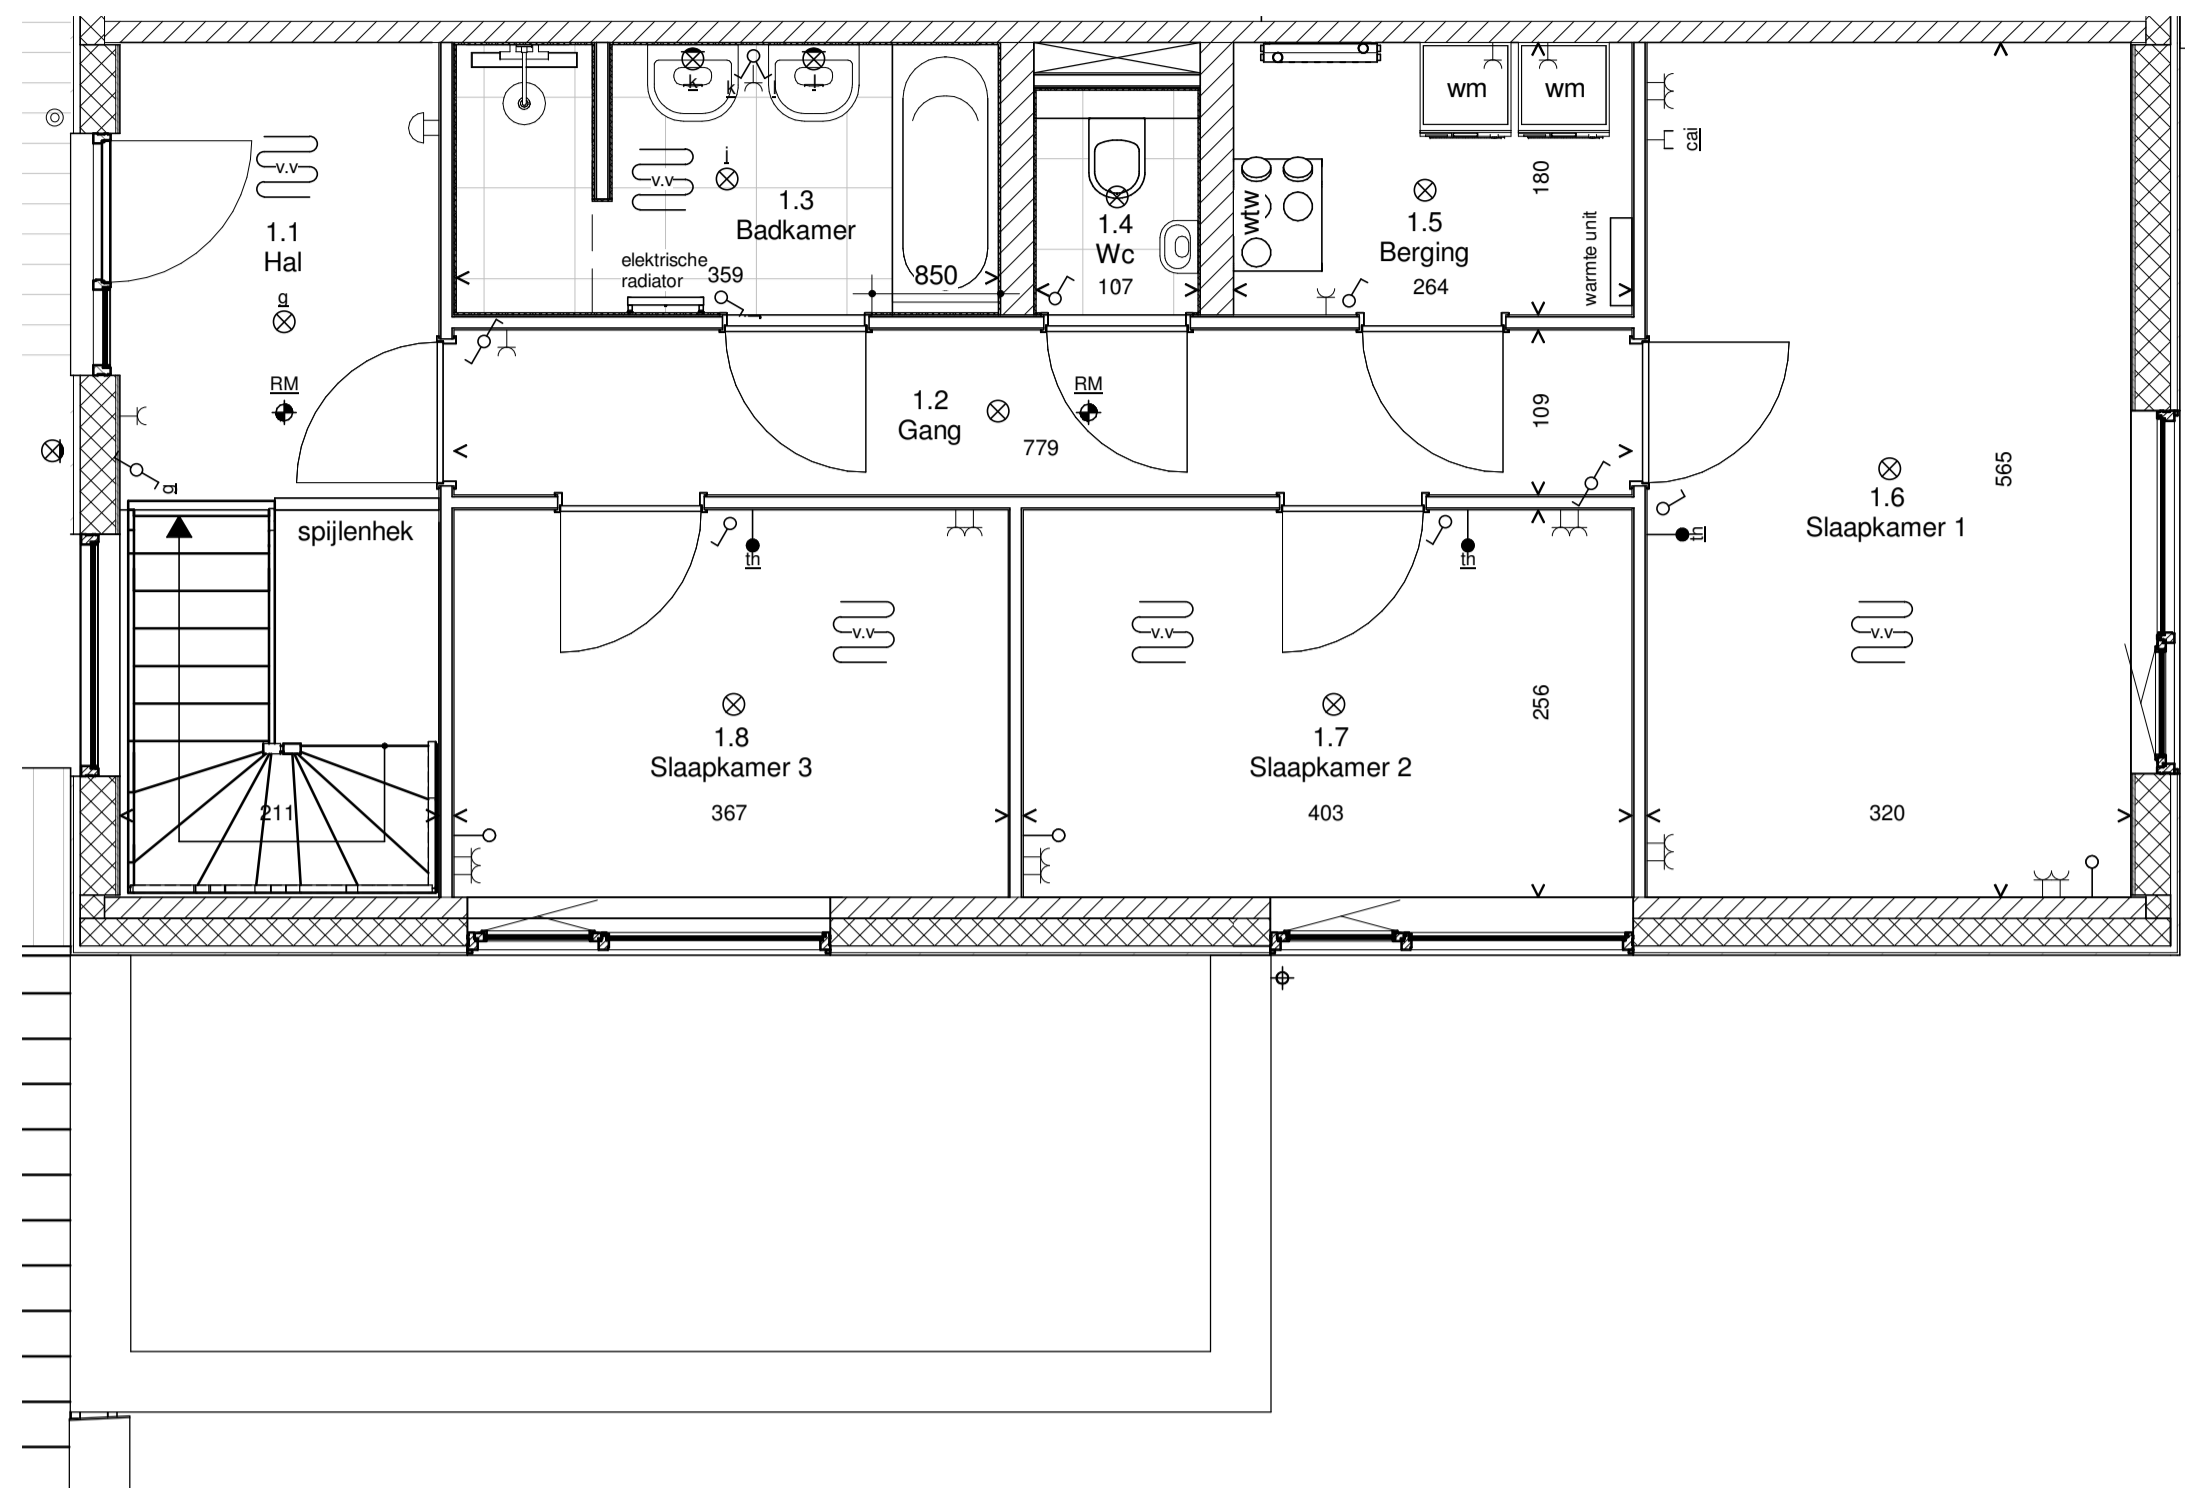 wm
wm
k
k
l
l
cai
v.v
v.v
i
1.3
Badkamer
180
wtw
1.1
Hal
1.4
Wc
1.5
Berging
warmte unit
elektrische
radiator
359
850
107
264
g
RM
RM
1.2
Gang
779
109
565
g
1.6
Slaapkamer 1
spijlenhek
th
th
th
v.v
v.v
v.v
256
1.8
Slaapkamer 3
1.7
Slaapkamer 2
211
367
403
320